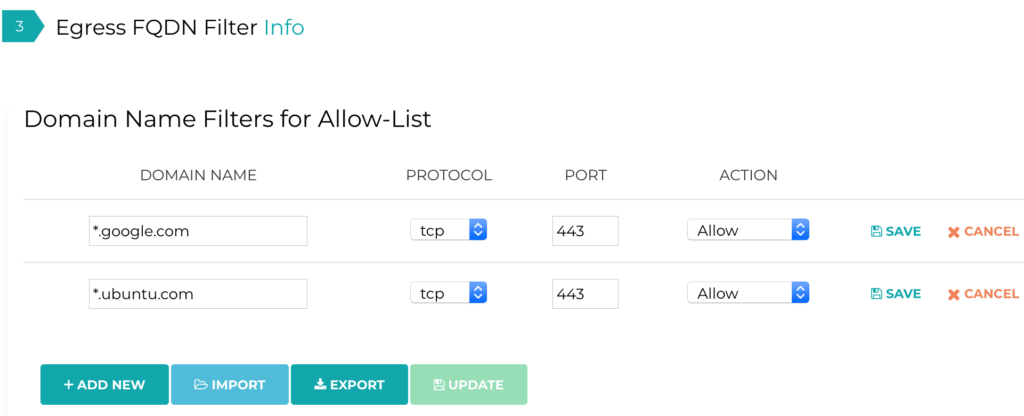 3 Egress FQDN Filter Info
Domain Name Filters for Allow-List
DOMAIN NAME PROTOCOL PORT ACTION
*.google.com tcp 443 Allow SAVE CANCEL
*.ubuntu.com tcp 443 Allow SAVE CANCEL
+ ADD NEW IMPORT EXPORT UPDATE